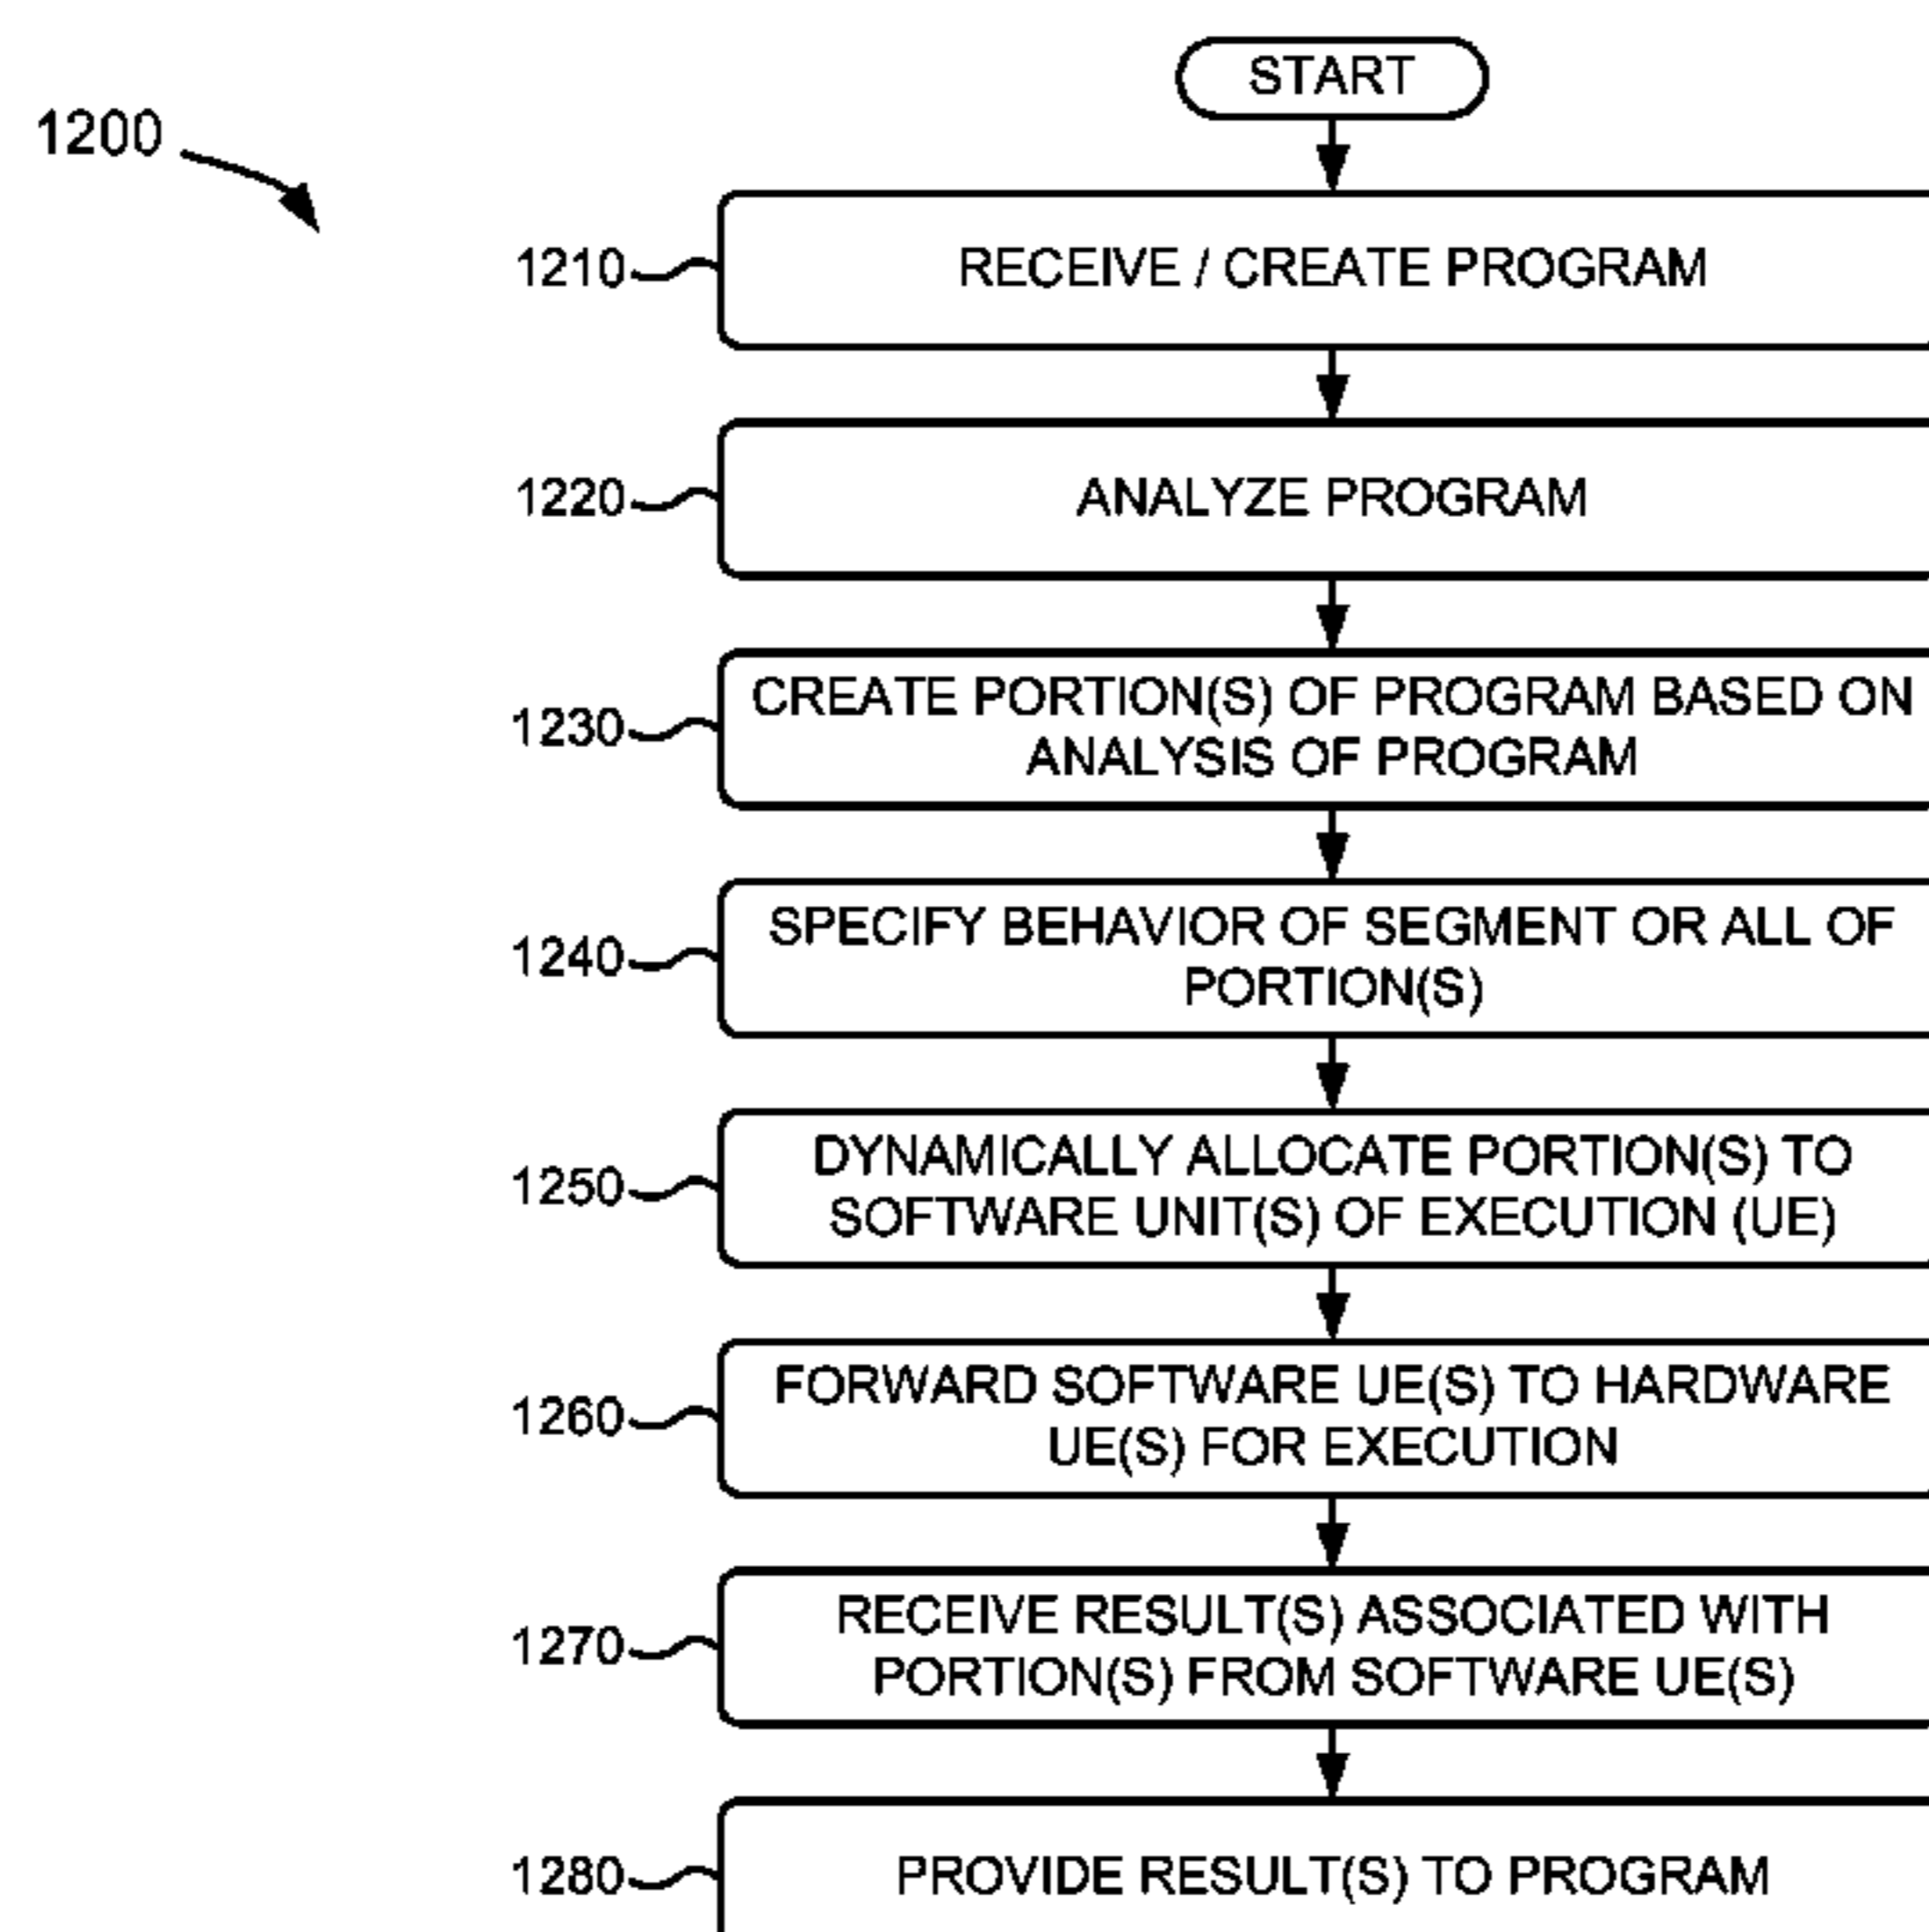 START
1200
1210
RECEIVE / CREATE PROGRAM
1220
ANALYZE PROGRAM
1230
CREATE PORTION(S) OF PROGRAM BASED ON
ANALYSIS OF PROGRAM
1240
SPECIFY BEHAVIOR OF SEGMENT OR ALL OF
PORTION(S)
1250
DYNAMICALLY ALLOCATE PORTION(S) TO
SOFTWARE UNIT(S) OF EXECUTION (UE)
1260
FORWARD SOFTWARE UE(S) TO HARDWARE
UE(S) FOR EXECUTION
1270
RECEIVE RESULT(S) ASSOCIATED WITH
PORTION(S) FROM SOFTWARE UE(S)
1280
PROVIDE RESULT(S) TO PROGRAM